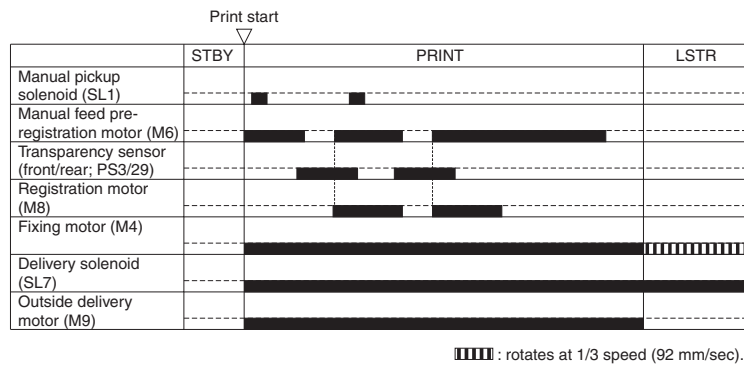 Print start
STBY PRINT LSTR
Manual pickup
solenoid (SL1)
Manual feed pre-
registration motor (M6)
Transparency sensor
(front/rear; PS3/29)
Registration motor
(M8)
Fixing motor (M4)
Delivery solenoid
(SL7)
Outside delivery
motor (M9)
: rotates at 1/3 speed (92 mm/sec).